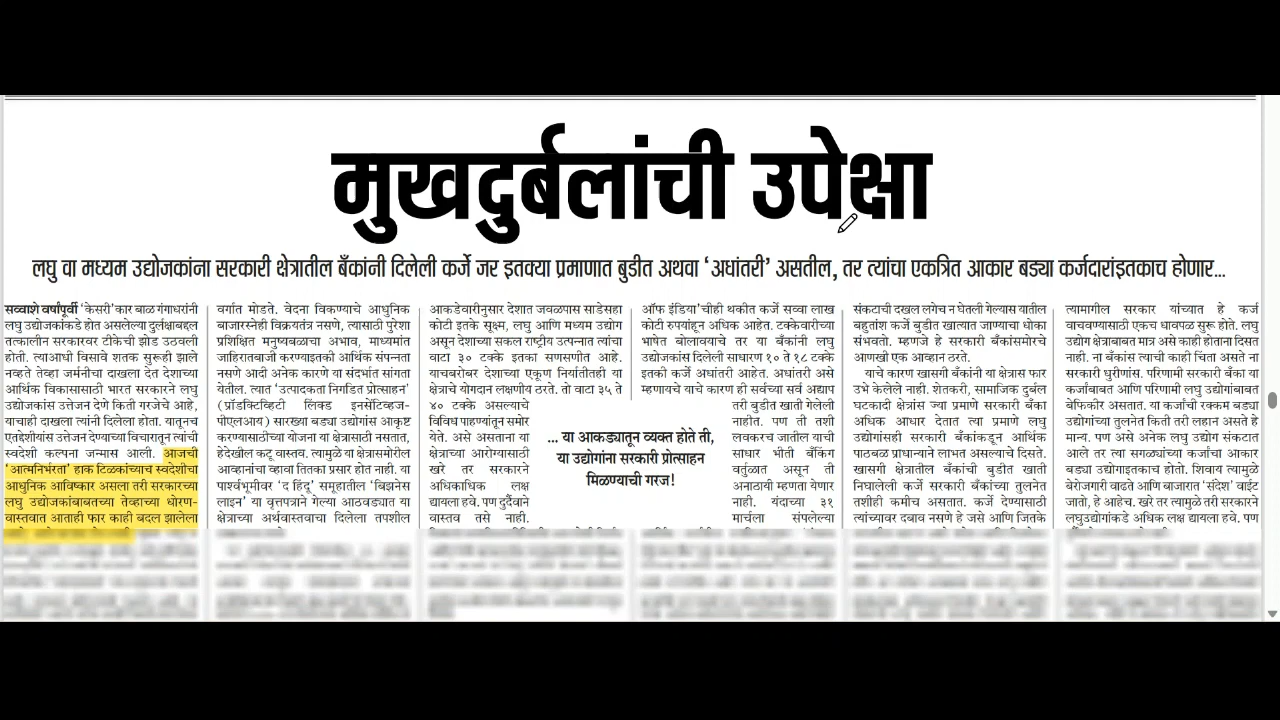 मुखदुर्बलांची उपेक्षा
लघु वा मध्यम उद्योजकांना सरकारी क्षेत्रातील बँकांनी दिलेली कर्जे जर इतक्या प्रमाणात बुडीत अथवा ‘अधांतरी’ असतील, तर त्यांचा एकत्रित आकार बड्या कर्जदारांइतकाच होणार...
सव्वाशे वर्षांपूर्वी ‘केसरी’कार बाळ गंगाधरांनी
लघु उद्योजकांकडे होत असलेल्या दुर्लक्षाबद्दल
तत्कालीन सरकारवर टीकेची झोड उठवली
होती. त्याआधी विसावे शतक सुरूही झाले
नव्हते तेव्हा जर्मनीचा दाखला देत देशाच्या
आर्थिक विकासासाठी भारत सरकारने लघु
उद्योजकांस उत्तेजन देणे किती गरजेचे आहे,
याचाही दाखला त्यांनी दिलेला होता. यातूनच
एतद्देशीयांस उत्तेजन देण्याच्या विचारातून त्यांची
स्वदेशी कल्पना जन्मास आली. आजची
‘आत्मनिर्भरता’ हाक टिळकांच्याच स्वदेशीचा
आधुनिक आविष्कार असला तरी सरकारच्या
लघु उद्योजकांबाबतच्या तेव्हाच्या धोरण-
वास्तवात आताही फार काही बदल झालेला
वर्गात मोडते. वेदना विकण्याचे आधुनिक
बाजारस्नेही विक्रयतंत्र नसणे, त्यासाठी पुरेशा
प्रशिक्षित मनुष्यबळाचा अभाव, माध्यमांत
जाहिरातबाजी करण्याइतकी आर्थिक संपन्नता
नसणे आदी अनेक कारणे या संदर्भात सांगता
येतील. त्यात ‘उत्पादकता निगडित प्रोत्साहन’
(प्रॉडक्टिव्हिटी लिंक्ड इनसेंटिव्हज-
पीएलआय) सारख्या बड्या उद्योगांस आकृष्ट
करण्यासाठीच्या योजना या क्षेत्रासाठी नसतात,
हेदेखील कटू वास्तव. त्यामुळे या क्षेत्रासमोरील
आव्हानांचा व्हावा तितका प्रसार होत नाही. या
पार्श्वभूमीवर ‘द हिंदू’ समूहातील ‘बिझनेस
लाइन’ या वृत्तपत्राने गेल्या आठवड्यात या
क्षेत्राच्या अर्थवास्तवाचा दिलेला तपशील
आकडेवारीनुसार देशात जवळपास साडेसहा
कोटी इतके सूक्ष्म, लघु आणि मध्यम उद्योग
असून देशाच्या सकल राष्ट्रीय उत्पन्नात त्यांचा
वाटा ३० टक्के इतका सणसणीत आहे.
याचबरोबर देशाच्या एकूण निर्यातीतही या
क्षेत्राचे योगदान लक्षणीय ठरते. तो वाटा ३५ ते
४० टक्के असल्याचे
विविध पाहण्यांतून समोर
येते. असे असताना या
क्षेत्राच्या आरोग्यासाठी
खरे तर सरकारने
अधिकाधिक लक्ष
द्यायला हवे. पण दुर्दैवाने
वास्तव तसे नाही.
... या आकड्यातून व्यक्त होते ती,
या उद्योगांना सरकारी प्रोत्साहन
मिळण्याची गरज!
ऑफ इंडिया’चीही थकीत कर्जे सव्वा लाख
कोटी रुपयांहून अधिक आहेत. टक्केवारीच्या
भाषेत बोलावयाचे तर या बँकांनी लघु
उद्योजकांस दिलेली साधारण १० ते १८ टक्के
इतकी कर्जे अधांतरी आहेत. अधांतरी असे
म्हणायचे याचे कारण ही सर्वच्या सर्व अद्याप
तरी बुडीत खाती गेलेली
नाहीत. पण ती तशी
लवकरच जातील याची
साधार भीती बँकिंग
वर्तुळात असून ती
अनाठायी म्हणता येणार
नाही. यंदाच्या ३१
मार्चला संपलेल्या
संकटाची दखल लगेच न घेतली गेल्यास यातील
बहुतांश कर्जे बुडीत खात्यात जाण्याचा धोका
संभवतो. म्हणजे हे सरकारी बँकांसमोरचे
आणखी एक आव्हान ठरते.
याचे कारण खासगी बँकांनी या क्षेत्रास फार
उभे केलेले नाही. शेतकरी, सामाजिक दुर्बल
घटकादी क्षेत्रांस ज्या प्रमाणे सरकारी बँका
अधिक आधार देतात त्या प्रमाणे लघु
उद्योगांसही सरकारी बँकांकडून आर्थिक
पाठबळ प्राधान्याने लाभत असल्याचे दिसते.
खासगी क्षेत्रातील बँकांची बुडीत खाती
निघालेली कर्जे सरकारी बँकांच्या तुलनेत
तशीही कमीच असतात. कर्जे देण्यासाठी
त्यांच्यावर दबाव नसणे हे जसे आणि जितके
त्यामालील सरकार यांच्यात हे कर्ज
वाचवण्यासाठी एकच धावपळ सुरू होते. लघु
उद्योग क्षेत्राबाबत मात्र असे काही होताना दिसत
नाही. ना बँकांस त्याची काही चिंता असते ना
सरकारी धुरीणांस. परिणामी सरकारी बँका या
कर्जांबाबत आणि परिणामी लघु उद्योगांबाबत
बेफिकीर असतात. या कर्जांची रक्कम बड्या
उद्योगांच्या तुलनेत किती तरी लहान असते हे
मान्य. पण असे अनेक लघु उद्योग संकटात
आले तर त्या सगळ्यांच्या कर्जांचा आकार
बड्या उद्योगाइतकाच होतो. शिवाय त्यामुळे
बेरोजगारी वाढते आणि बाजारात ‘संदेश’ वाईट
जातो, हे आहेच. खरे तर त्यामुळे तरी सरकारने
लघुउद्योगांकडे अधिक लक्ष द्यायला हवे. पण